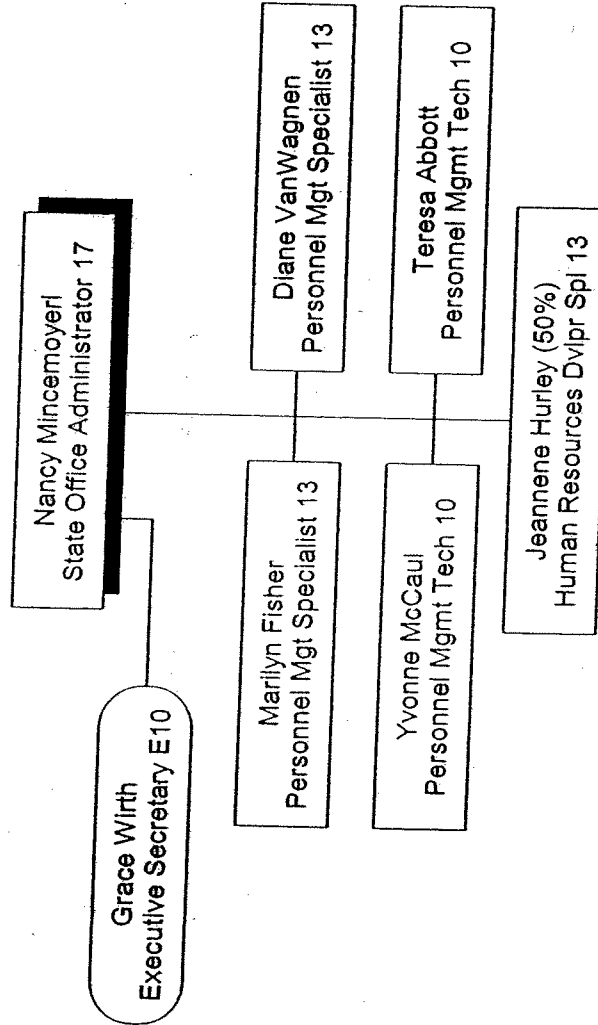 Nancy Mincemoyerl
State Office Administrator 17
Grace Wirth
Executive Secretary E10
Marilyn Fisher
Personnel Mgt Specialist 13
Diane VanWagnen
Personnel Mgt Specialist 13
Yvonne McCaul
Personnel Mgmt Tech 10
Teresa Abbott
Personnel Mgmt Tech 10
Jeannene Hurley (50%)
Human Resources Dvlpr Spl 13